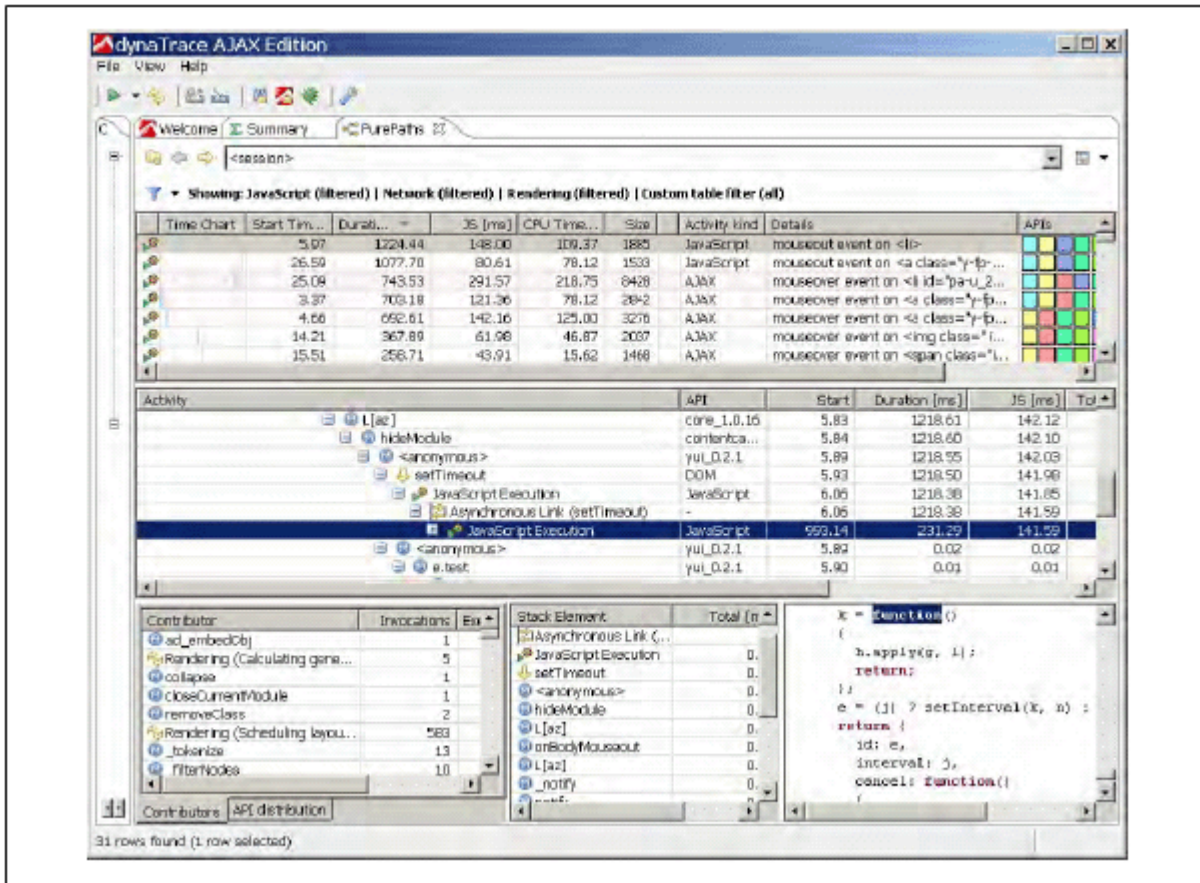 dynaTrace AJAX Edition
File View Help
C Welcome Σ Summary PurePaths
<session>
Showing: JavaScript (filtered) | Network (filtered) | Rendering (filtered) | Custom table filter (all)
Time Chart Start Tim... Durati... JS [ms] CPU Time... Size Activity kind Details APIs
5.97 1224.44 148.00 109.37 1885 JavaScript mouseout event on <li>
26.59 1077.70 80.61 78.12 1533 JavaScript mouseout event on <a class="y-fp-...
25.09 743.53 291.57 218.75 8428 AJAX mouseover event on <li id="pa-u_2...
3.37 703.18 121.36 78.12 2842 AJAX mouseover event on <a class="y-fp...
4.66 692.61 142.16 125.00 3276 AJAX mouseover event on <a class="y-fp...
14.21 367.89 61.98 46.87 2037 AJAX mouseover event on <img class="i...
15.51 258.71 43.91 15.62 1468 AJAX mouseover event on <span class="i...
Activity API Start Duration [ms] JS [ms] Tot
L[az] core_1.0.16 5.83 1218.61 142.12
hideModule contentca... 5.84 1218.60 142.10
<anonymous> yui_0.2.1 5.89 1218.55 142.03
setTimeout DOM 5.93 1218.50 141.98
JavaScript Execution JavaScript 6.06 1218.38 141.85
Asynchronous Link (setTimeout) - 6.06 1218.38 141.59
JavaScript Execution JavaScript 993.14 231.29 141.59
<anonymous> yui_0.2.1 5.89 0.02 0.02
e.test yui_0.2.1 5.90 0.01 0.01
Contributor Invocations
ad_embedObj 1
Rendering (Calculating gene... 5
collapse 1
closeCurrentModule 1
removeClass 2
Rendering (Scheduling layou... 583
_tokenize 13
_filterNodes 10
Contributors API distribution
Stack Element Total [m
Asynchronous Link (...
JavaScript Execution 0.
setTimeout 0.
<anonymous> 0.
hideModule 0.
L[az] 0.
onBodyMouseout 0.
L[az] 0.
_notify 0.
k = function()
{
h.apply(g, i);
return;
};
e = (j) ? setInterval(k, n) :
return {
id: e,
interval: j,
cancel: function()
{
31 rows found (1 row selected)